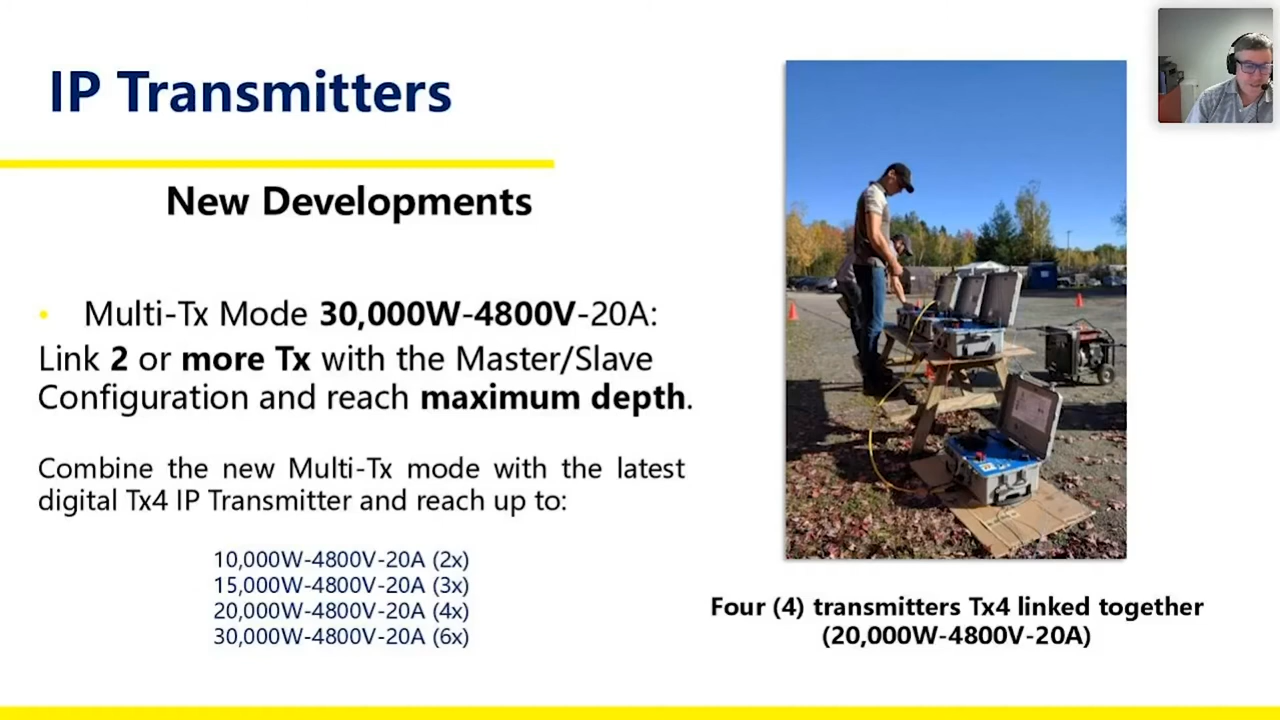 IP Transmitters
New Developments
• Multi-Tx Mode 30,000W-4800V-20A:
Link 2 or more Tx with the Master/Slave
Configuration and reach maximum depth.
Combine the new Multi-Tx mode with the latest
digital Tx4 IP Transmitter and reach up to:
10,000W-4800V-20A (2x)
15,000W-4800V-20A (3x)
20,000W-4800V-20A (4x)
30,000W-4800V-20A (6x)
Four (4) transmitters Tx4 linked together
(20,000W-4800V-20A)